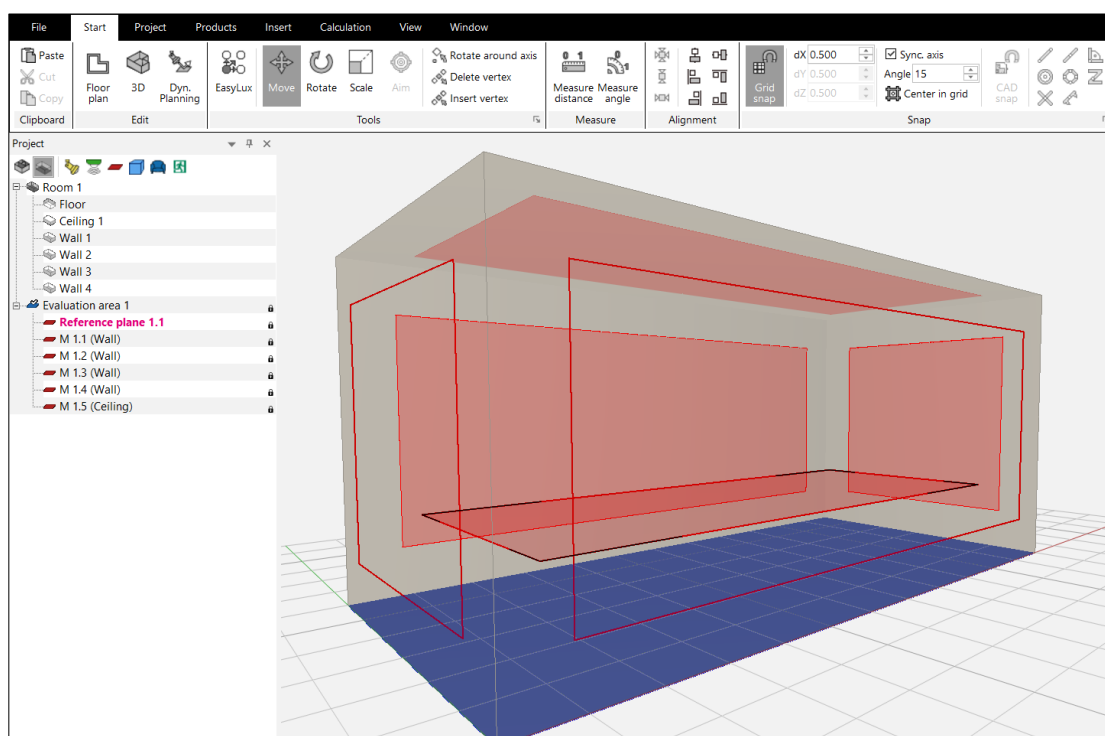 File Start Project Products Insert Calculation View Window
Paste
Cut
Copy
Clipboard
Floor plan
3D
Dyn. Planning
Edit
EasyLux
Move
Rotate
Scale
Aim
Rotate around axis
Delete vertex
Insert vertex
Tools
0 1
Measure distance
0
Measure angle
Measure
Alignment
Grid snap
dX 0.500
dY 0.500
dZ 0.500
Sync. axis
Angle 15
Center in grid
CAD snap
Snap
Project
Room 1
Floor
Ceiling 1
Wall 1
Wall 2
Wall 3
Wall 4
Evaluation area 1
Reference plane 1.1
M 1.1 (Wall)
M 1.2 (Wall)
M 1.3 (Wall)
M 1.4 (Wall)
M 1.5 (Ceiling)